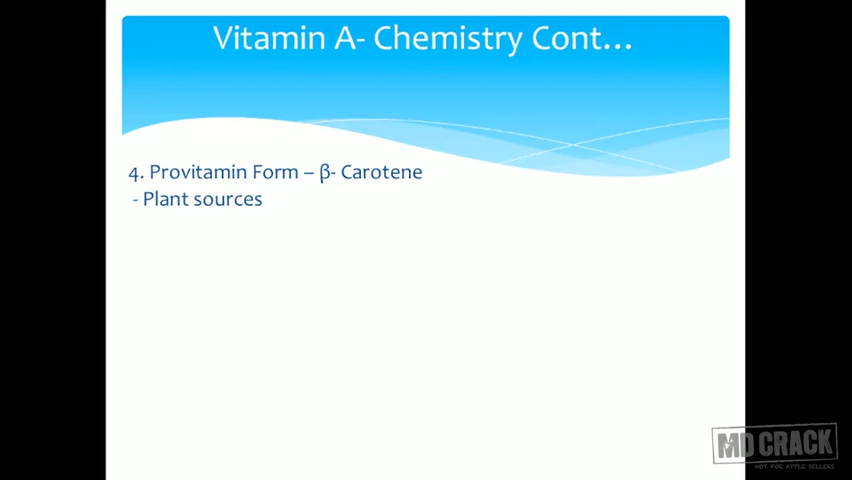 Vitamin A- Chemistry Cont...
4. Provitamin Form – β- Carotene
- Plant sources
MD CRACK
NOT FOR APPLE SELLERS